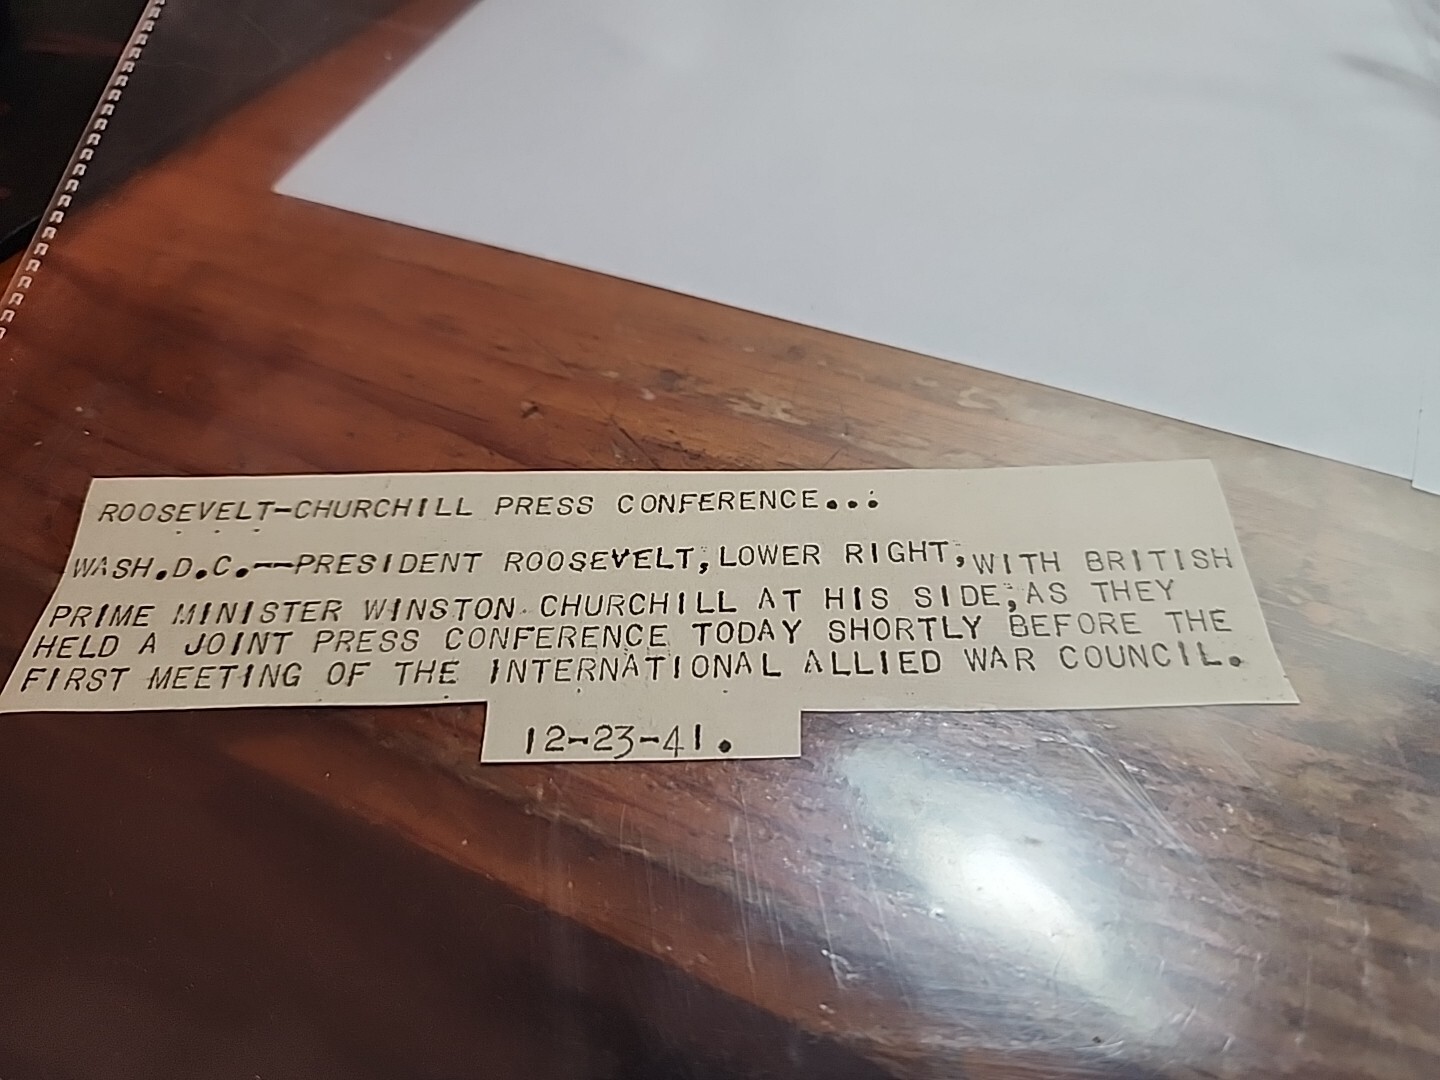 ROOSEVELT-CHURCHILL PRESS CONFERENCE...
WASH.D.C.--PRESIDENT ROOSEVELT, LOWER RIGHT, WITH BRITISH
PRIME MINISTER WINSTON CHURCHILL AT HIS SIDE, AS THEY
HELD A JOINT PRESS CONFERENCE TODAY SHORTLY BEFORE THE
FIRST MEETING OF THE INTERNATIONAL ALLIED WAR COUNCIL.
12-23-41.